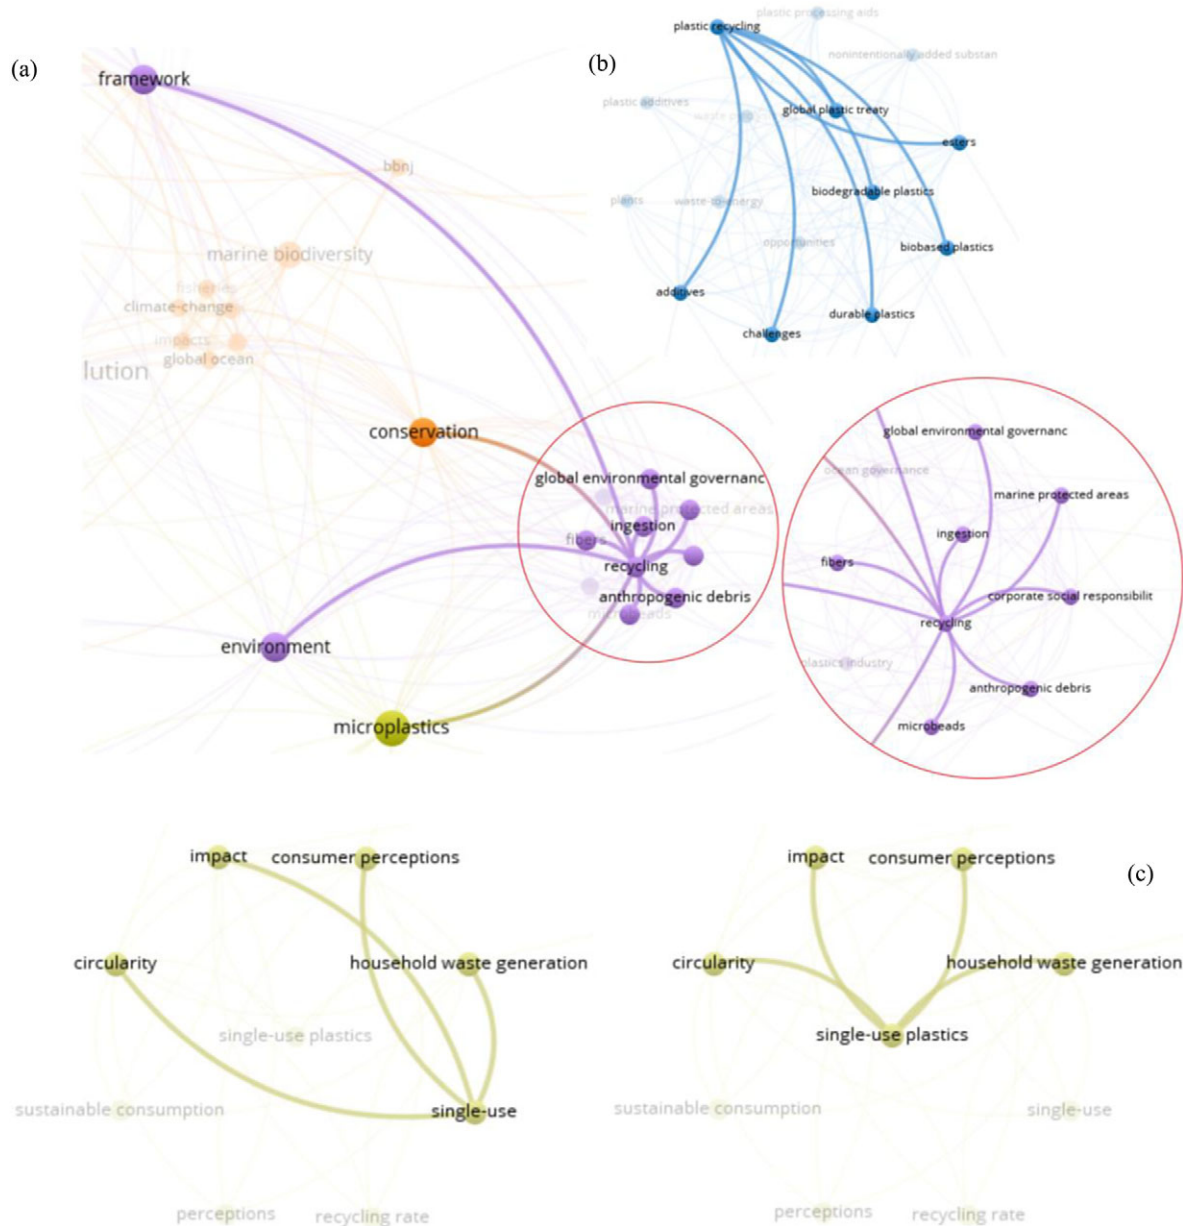 (a)
framework
bbnj
marine biodiversity
fisheries
climate-change
impacts
global ocean
lution
conservation
global environmental governanc
marine protected areas
ingestion
fibers
recycling
anthropogenic debris
microbeads
environment
microplastics
(b)
plastic processing aids
plastic recycling
nonintentionally added substan
plastic additives
global plastic treaty
esters
biodegradable plastics
plants
waste-to-energy
opportunities
biobased plastics
additives
durable plastics
challenges
global environmental governanc
ocean governance
marine protected areas
ingestion
fibers
corporate social responsibilit
recycling
plastics industry
anthropogenic debris
microbeads
impact
consumer perceptions
circularity
household waste generation
single-use plastics
sustainable consumption
single-use
perceptions
recycling rate
(c)
impact
consumer perceptions
circularity
household waste generation
single-use plastics
sustainable consumption
single-use
perceptions
recycling rate